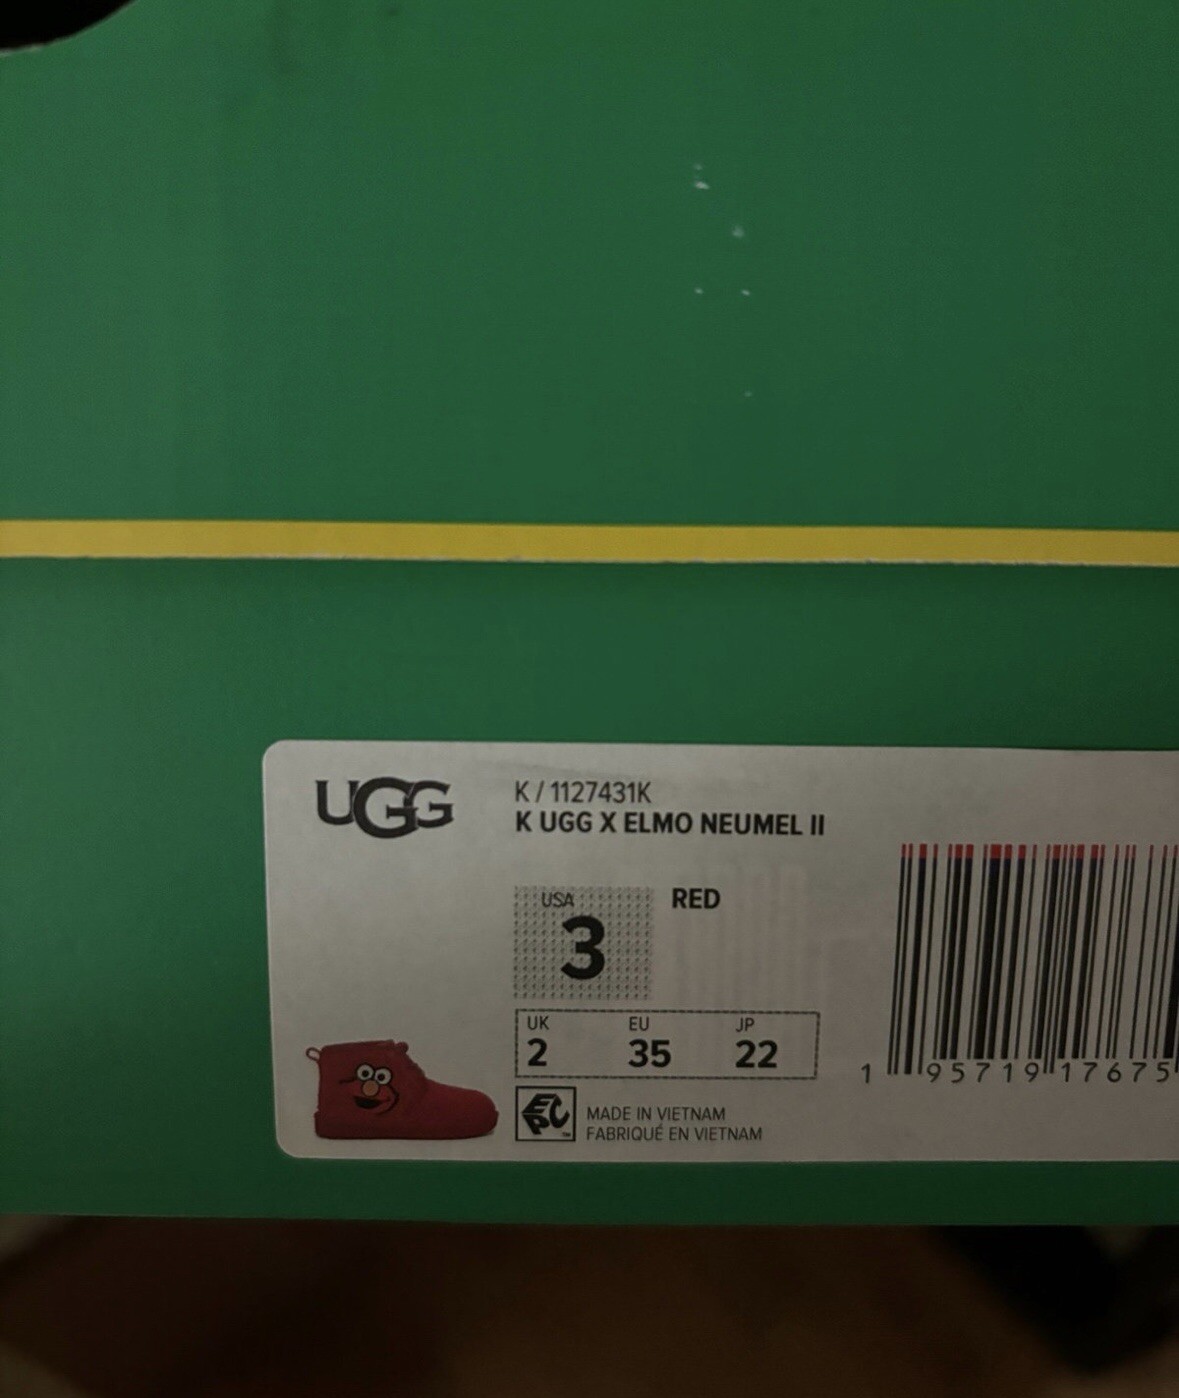 UGG
K / 1127431K
K UGG X ELMO NEUMEL II
USA
3
RED
UK EU JP
2 35 22
1 95719 17675
EPC
MADE IN VIETNAM
FABRIQUÉ EN VIETNAM